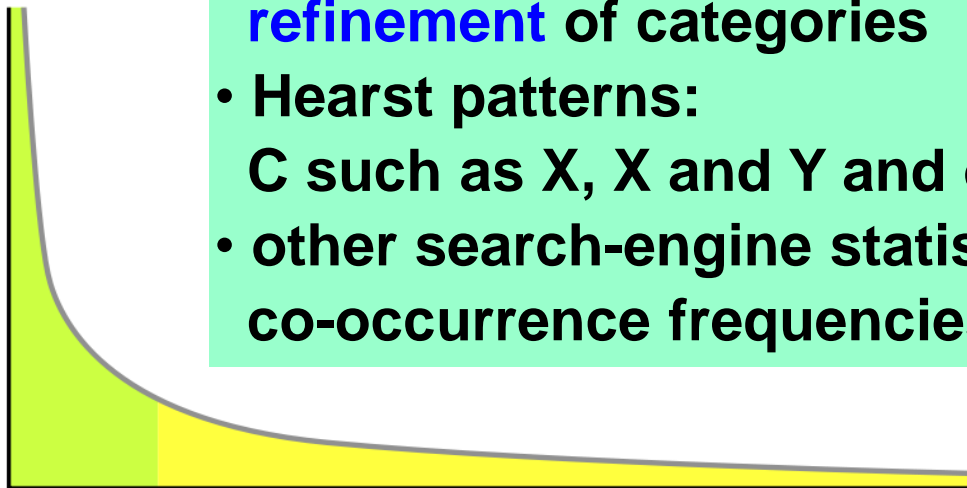 refinement of categories
• Hearst patterns:
C such as X, X and Y and
• other search-engine
co-occurrence